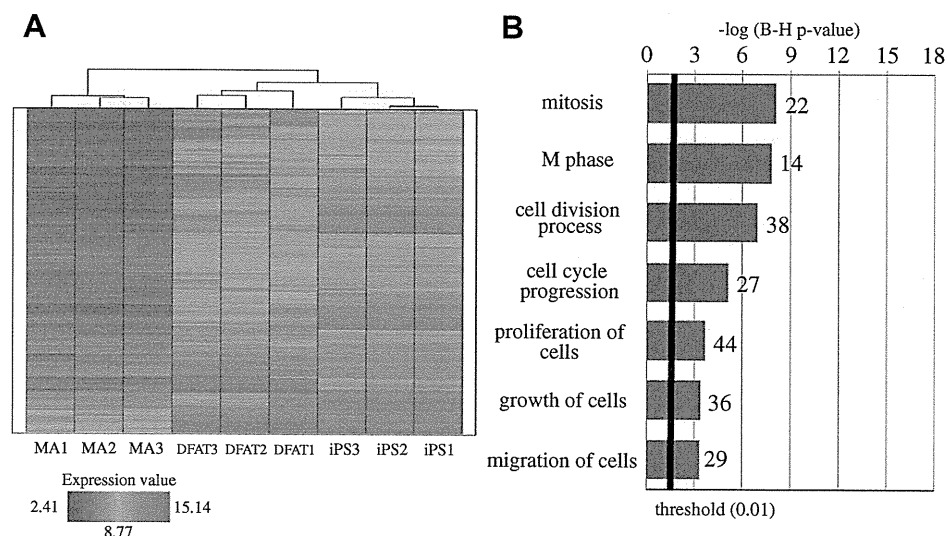 A
MA1 MA2 MA3 DFAT3 DFAT2 DFAT1 iPS3 iPS2 iPS1
Expression value
2.41 15.14
8.77
B
-log (B-H p-value)
0 3 6 9 12 15 18
mitosis 22
M phase 14
cell division
process 38
cell cycle
progression 27
proliferation of
cells 44
growth of cells 36
migration of cells 29
threshold (0.01)